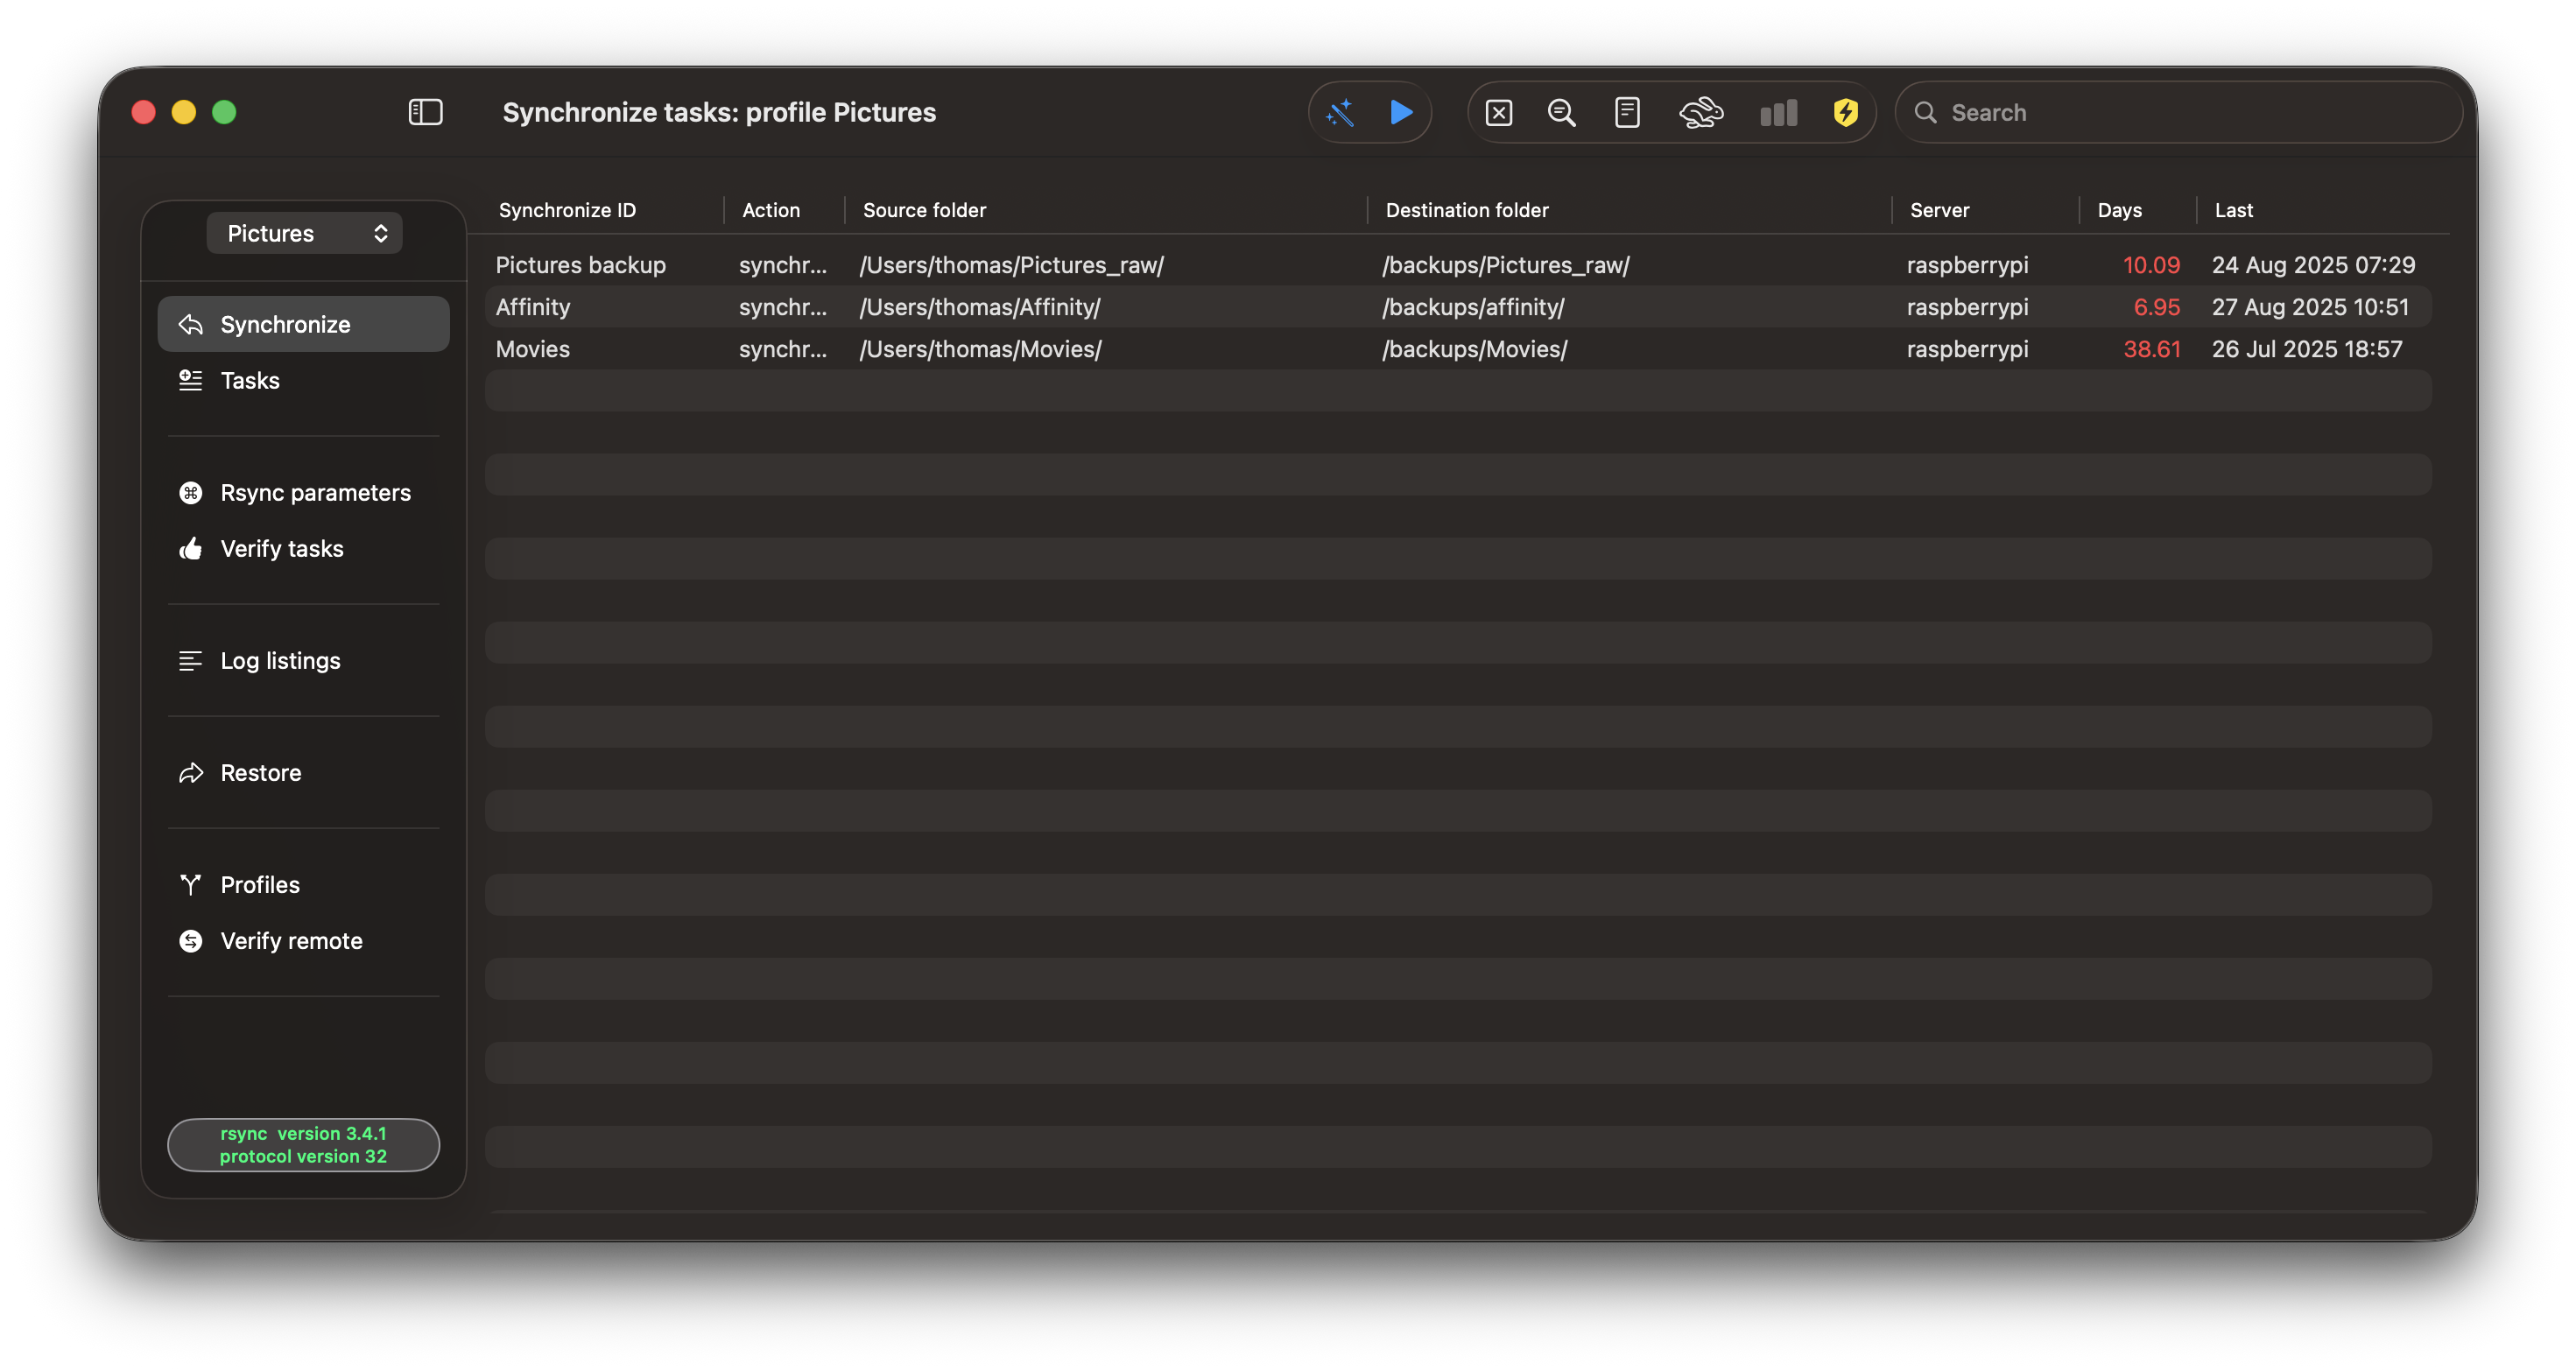 Synchronize tasks: profile Pictures
Search
Pictures
Synchronize
Tasks
Rsync parameters
Verify tasks
Log listings
Restore
Profiles
Verify remote
rsync  version 3.4.1
protocol version 32
Synchronize ID Action Source folder Destination folder Server Days Last
Pictures backup synchr... /Users/thomas/Pictures_raw/ /backups/Pictures_raw/ raspberrypi 10.09 24 Aug 2025 07:29
Affinity synchr... /Users/thomas/Affinity/ /backups/affinity/ raspberrypi 6.95 27 Aug 2025 10:51
Movies synchr... /Users/thomas/Movies/ /backups/Movies/ raspberrypi 38.61 26 Jul 2025 18:57